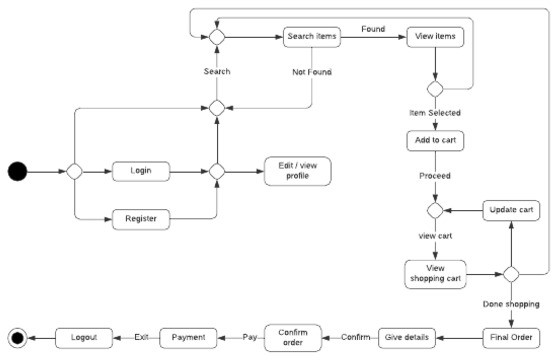 Search items
Found
View items
Search
Not Found
Item Selected
Add to cart
Login
Edit / view
profile
Proceed
Register
Update cart
view cart
View
shopping cart
Done shopping
Logout
Exit
Payment
Pay
Confirm
order
Confirm
Give details
Final Order